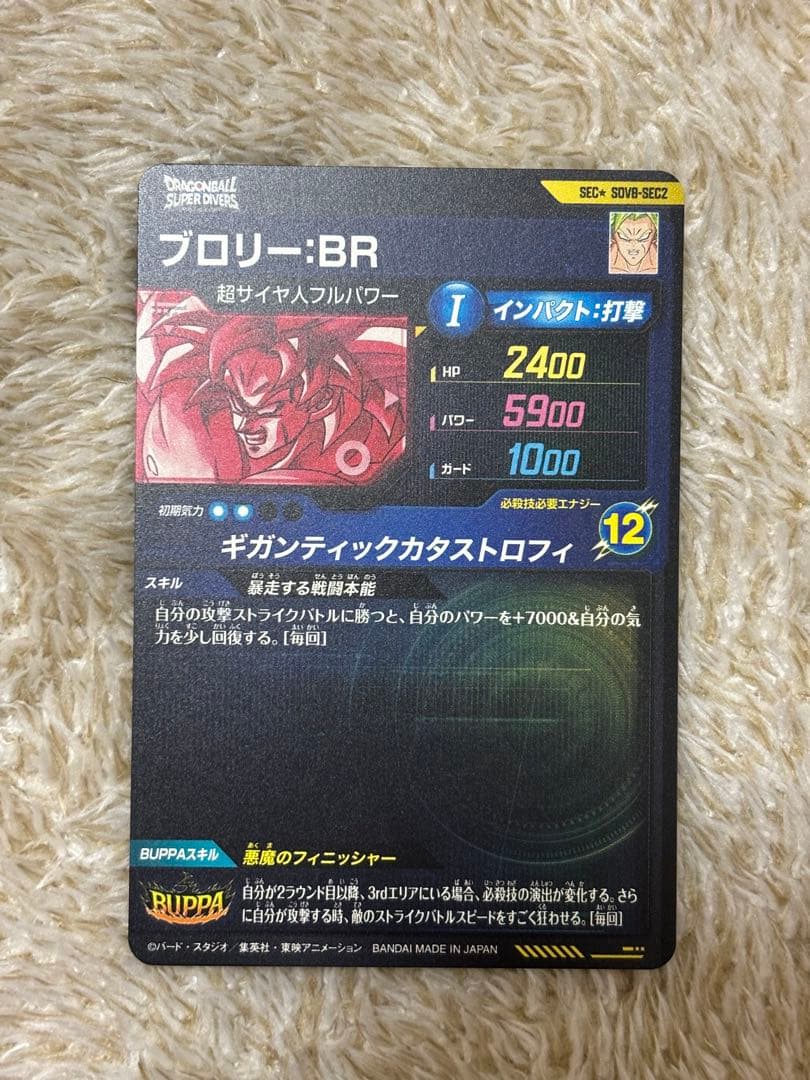 DRAGONBALL
SUPER DIVERS
SEC★ SDV8-SEC2
ブロリー:BR
超サイヤ人フルパワー
I インパクト:打撃
HP 2400
パワー 5900
ガード 1000
初期気力
必殺技必要エナジー
12
ギガンティックカタストロフィ
スキル 暴走する戦闘本能
自分の攻撃ストライクバトルに勝つと、自分のパワーを+7000&自分の気
力を少し回復する。[毎回]
BUPPAスキル 悪魔のフィニッシャー
BUPPA
自分が2ラウンド目以降、3rdエリアにいる場合、必殺技の演出が変化する。さら
に自分が攻撃する時、敵のストライクバトルスピードをすごく狂わせる。[毎回]
©バード・スタジオ/集英社・東映アニメーション BANDAI MADE IN JAPAN